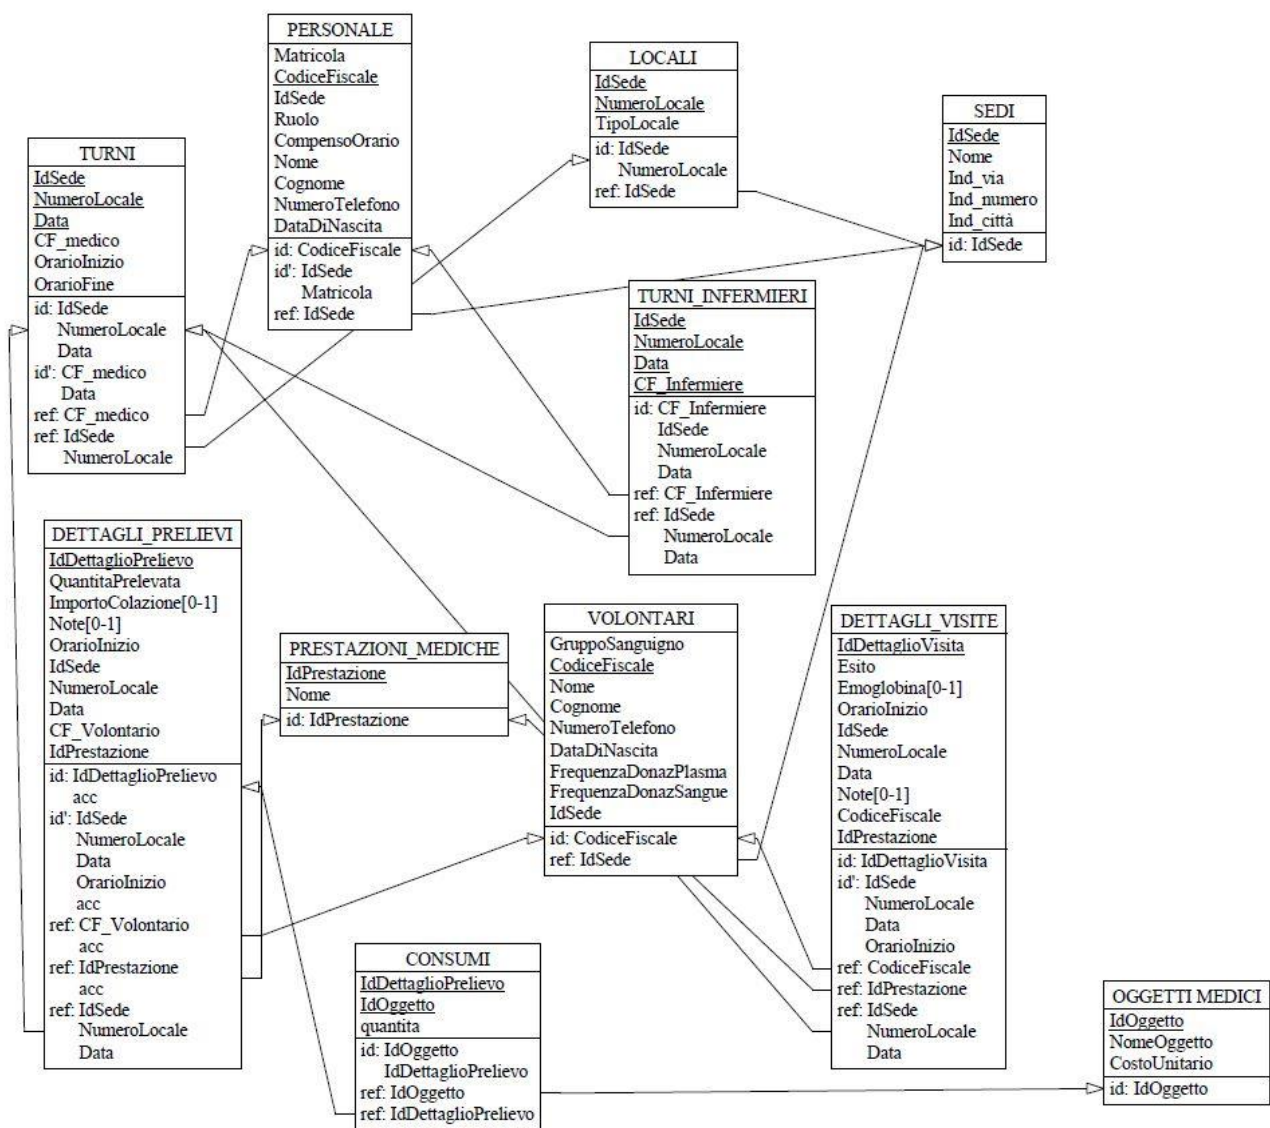 PERSONALE
Matricola
CodiceFiscale
IdSede
Ruolo
CompensoOrario
Nome
Cognome
NumeroTelefono
DataDiNascita
id: CodiceFiscale
id': IdSede
Matricola
ref: IdSede
LOCALI
IdSede
NumeroLocale
TipoLocale
id: IdSede
NumeroLocale
ref: IdSede
SEDI
IdSede
Nome
Ind_via
Ind_numero
Ind_città
id: IdSede
TURNI
IdSede
NumeroLocale
Data
CF_medico
OrarioInizio
OrarioFine
id: IdSede
NumeroLocale
Data
id': CF_medico
Data
ref: CF_medico
ref: IdSede
NumeroLocale
TURNI_INFERMIERI
IdSede
NumeroLocale
Data
CF_Infermiere
id: CF_Infermiere
IdSede
NumeroLocale
Data
ref: CF_Infermiere
ref: IdSede
NumeroLocale
Data
DETTAGLI_PRELIEVI
IdDettaglioPrelievo
QuantitaPrelevata
ImportoColazione[0-1]
Note[0-1]
OrarioInizio
IdSede
NumeroLocale
Data
CF_Volontario
IdPrestazione
id: IdDettaglioPrelievo
acc
id': IdSede
NumeroLocale
Data
OrarioInizio
acc
ref: CF_Volontario
acc
ref: IdPrestazione
acc
ref: IdSede
NumeroLocale
Data
PRESTAZIONI_MEDICHE
IdPrestazione
Nome
id: IdPrestazione
VOLONTARI
GruppoSanguigno
CodiceFiscale
Nome
Cognome
NumeroTelefono
DataDiNascita
FrequenzaDonazPlasma
FrequenzaDonazSangue
IdSede
id: CodiceFiscale
ref: IdSede
DETTAGLI_VISITE
IdDettaglioVisita
Esito
Emoglobina[0-1]
OrarioInizio
IdSede
NumeroLocale
Data
Note[0-1]
CodiceFiscale
IdPrestazione
id: IdDettaglioVisita
id': IdSede
NumeroLocale
Data
OrarioInizio
ref: CodiceFiscale
ref: IdPrestazione
ref: IdSede
NumeroLocale
Data
CONSUMI
IdDettaglioPrelievo
IdOggetto
quantita
id: IdOggetto
IdDettaglioPrelievo
ref: IdOggetto
ref: IdDettaglioPrelievo
OGGETTI MEDICI
IdOggetto
NomeOggetto
CostoUnitario
id: IdOggetto